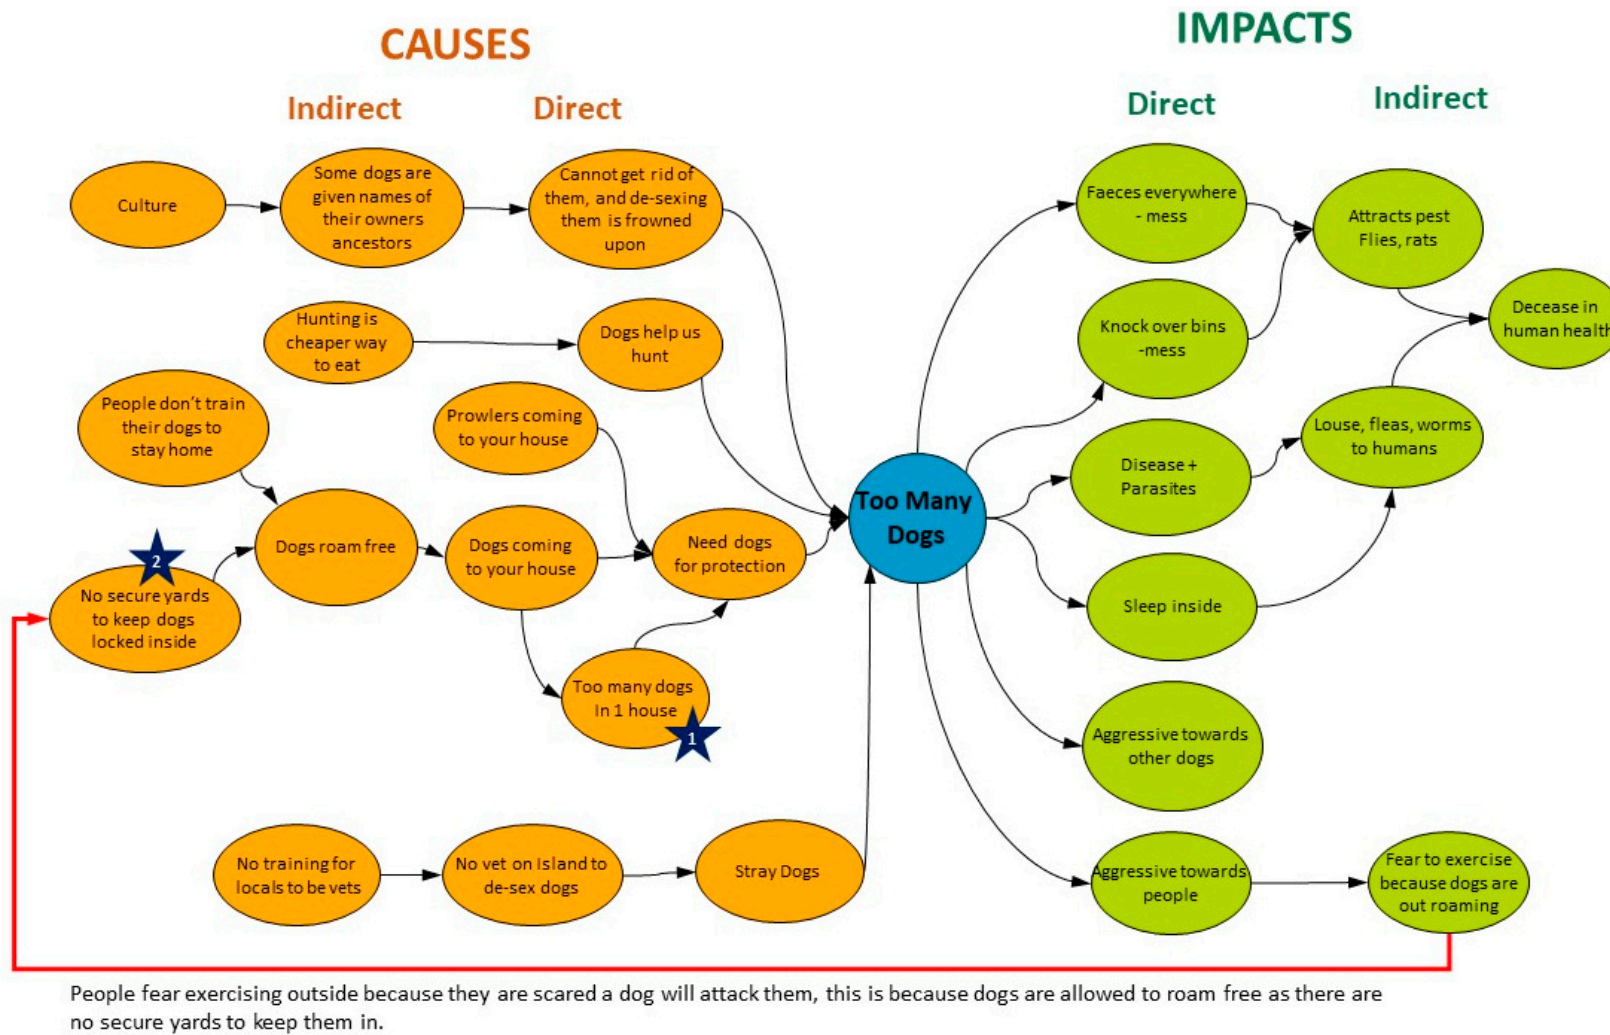 CAUSES
IMPACTS
Indirect
Direct
Direct
Indirect
Culture
Some dogs are
given names of
their owners
ancestors
Cannot get rid of
them, and de-sexing
them is frowned
upon
Hunting is
cheaper way
to eat
Dogs help us
hunt
People don't train
their dogs to
stay home
Prowlers coming
to your house
2
No secure yards
to keep dogs
locked inside
Dogs roam free
Dogs coming
to your house
Need dogs
for protection
Too many dogs
In 1 house
1
No training for
locals to be vets
No vet on Island to
de-sex dogs
Stray Dogs
Too Many
Dogs
Faeces everywhere
- mess
Attracts pest
Flies, rats
Knock over bins
-mess
Decease in
human health
Disease +
Parasites
Louse, fleas, worms
to humans
Sleep inside
Aggressive towards
other dogs
Aggressive towards
people
Fear to exercise
because dogs are
out roaming
People fear exercising outside because they are scared a dog will attack them, this is because dogs are allowed to roam free as there are
no secure yards to keep them in.